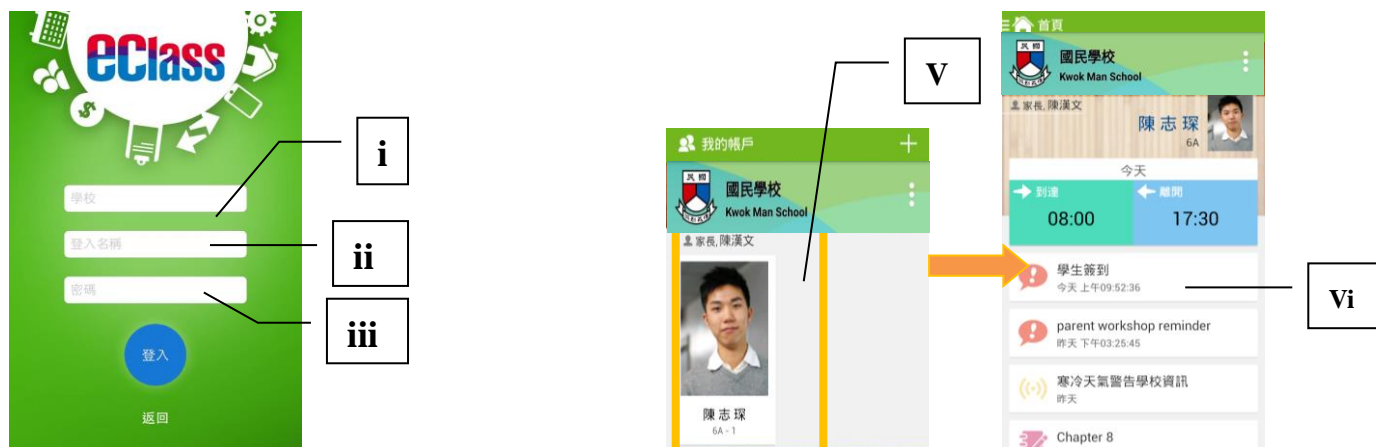 eClass
學校
登入名稱
密碼
登入
返回
i
ii
iii
V
我的帳戶
國民學校
Kwok Man School
家長, 陳漢文
陳志琛
6A - 1
首頁
國民學校
Kwok Man School
家長, 陳漢文
陳志琛
6A
今天
到達
離開
08:00
17:30
學生簽到
今天 上午09:52:36
parent workshop reminder
昨天 下午03:25:45
寒冷天氣警告學校資訊
昨天
Chapter 8
Vi